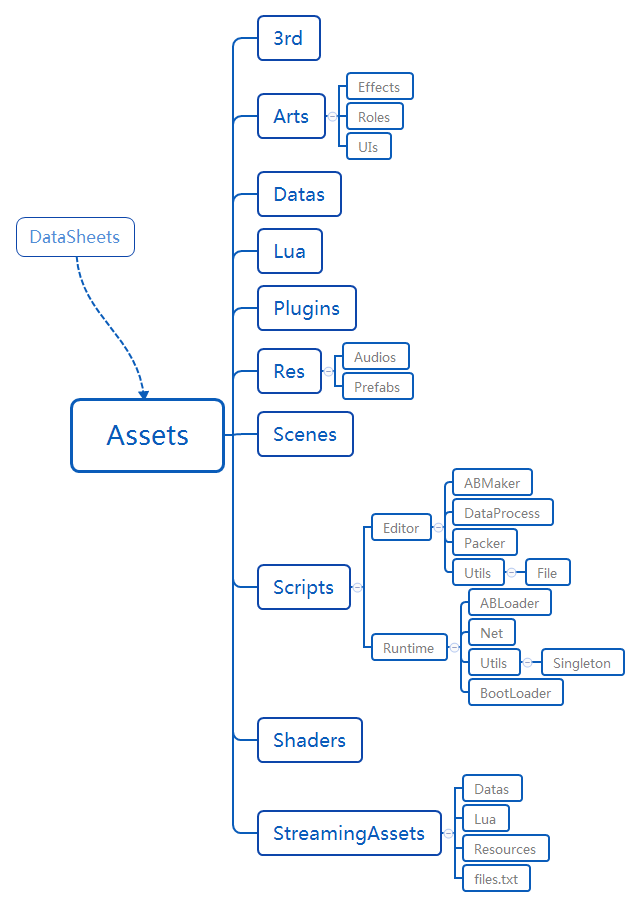 3rd
Effects
Arts
Roles
UIs
Datas
DataSheets
Lua
Plugins
Res
Audios
Prefabs
Assets
Scenes
Scripts
Editor
ABMaker
DataProcess
Packer
Utils
File
Runtime
ABLoader
Net
Utils
Singleton
BootLoader
Shaders
StreamingAssets
Datas
Lua
Resources
files.txt